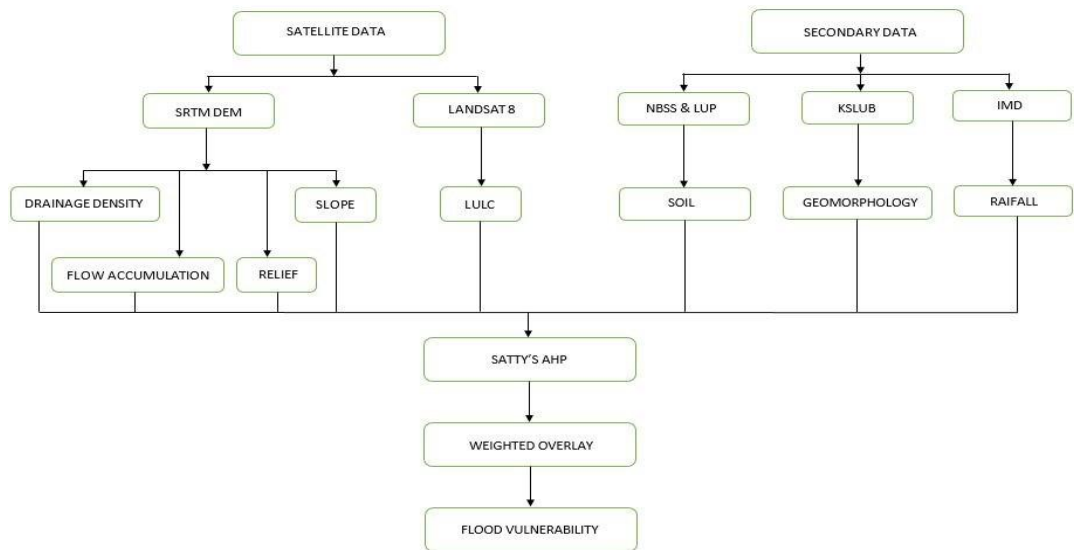 SATELLITE DATA
SECONDARY DATA
SRTM DEM
LANDSAT 8
NBSS & LUP
KSLUB
IMD
DRAINAGE DENSITY
SLOPE
LULC
SOIL
GEOMORPHOLOGY
RAIFALL
FLOW ACCUMULATION
RELIEF
SATTY'S AHP
WEIGHTED OVERLAY
FLOOD VULNERABILITY